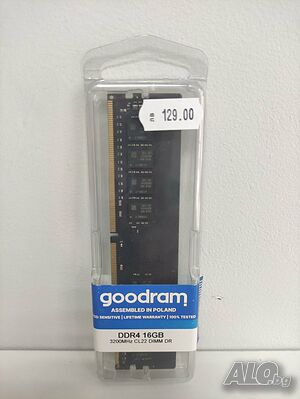 лв 129.00
goodram
ASSEMBLED IN POLAND
SENSITIVE | LIFETIME WARRANTY | 100% TESTED
DDR4 16GB
3200MHz CL22 DIMM DR
ALO.bg